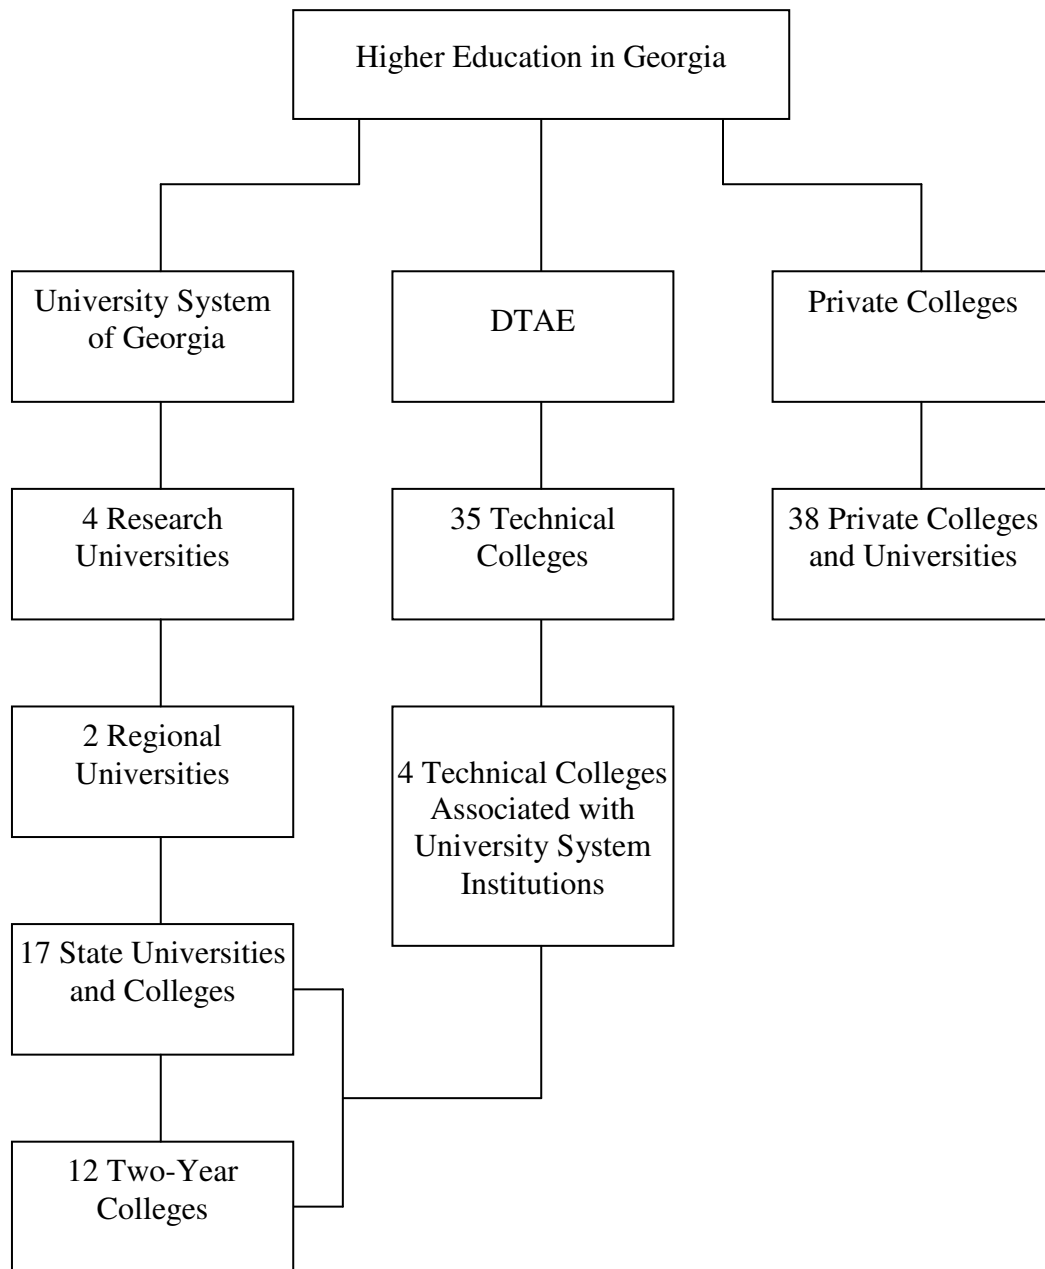 Higher Education in Georgia
University System
of Georgia
DTAE
Private Colleges
4 Research
Universities
35 Technical
Colleges
38 Private Colleges
and Universities
2 Regional
Universities
4 Technical Colleges
Associated with
University System
Institutions
17 State Universities
and Colleges
12 Two-Year
Colleges